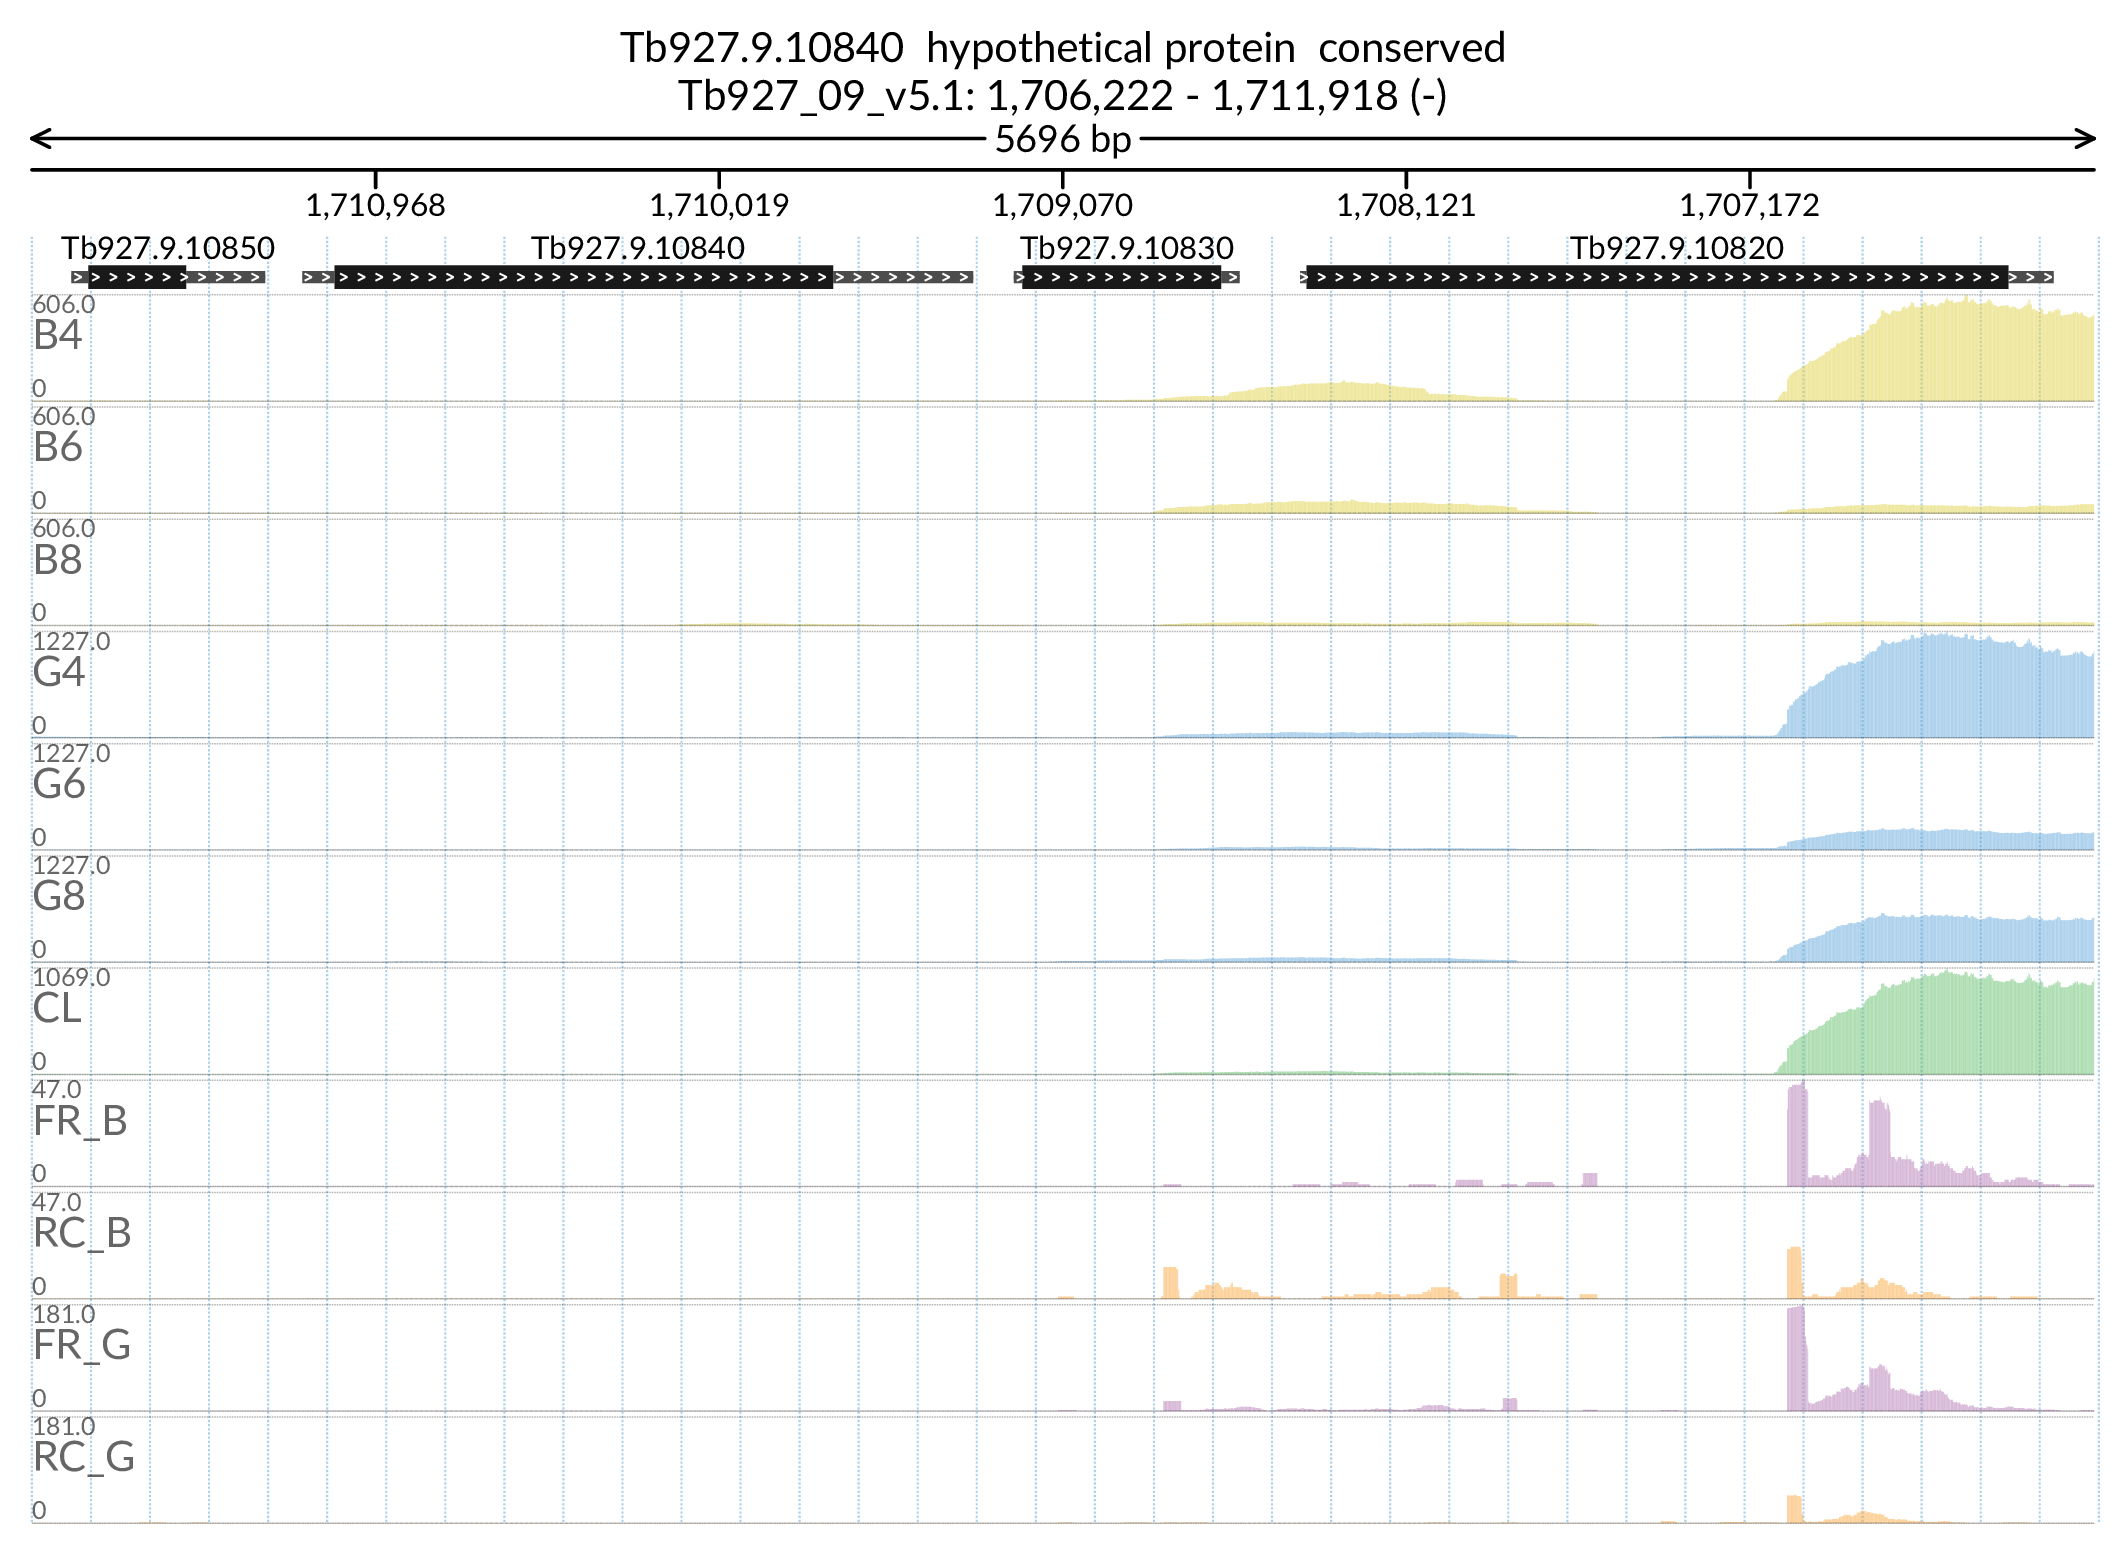 Tb927.9.10840 hypothetical protein conserved
Tb927_09_v5.1: 1,706,222 - 1,711,918 (-)
5696 bp
1,710,968 1,710,019 1,709,070 1,708,121 1,707,172
Tb927.9.10850 Tb927.9.10840 Tb927.9.10830 Tb927.9.10820
606.0
B4
0
606.0
B6
0
606.0
B8
0
1227.0
G4
0
1227.0
G6
0
1227.0
G8
0
1069.0
CL
0
47.0
FR_B
0
47.0
RC_B
0
181.0
FR_G
0
181.0
RC_G
0